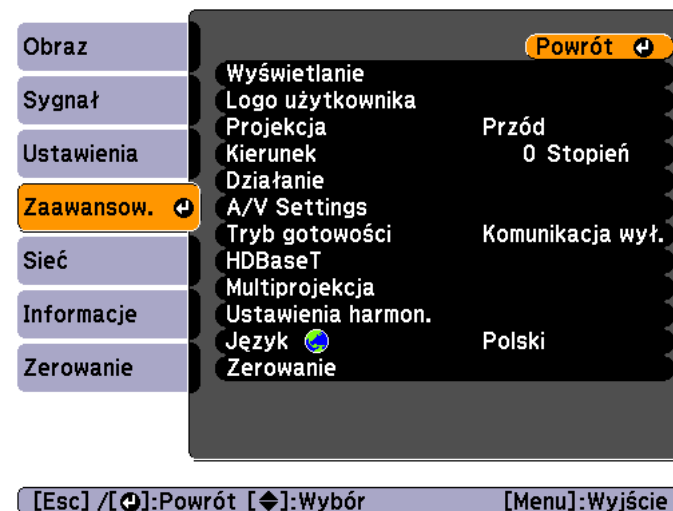 Obraz
Sygnał
Ustawienia
Zaawansow.
Sieć
Informacje
Zerowanie
Powrót
Wyświetlanie
Logo użytkownika
Projekcja Przód
Kierunek 0 Stopień
Działanie
A/V Settings
Tryb gotowości Komunikacja wył.
HDBaseT
Multiprojekcja
Ustawienia harmon.
Język Polski
Zerowanie
[Esc] /[⏎]:Powrót [◆]:Wybór [Menu]:Wyjście